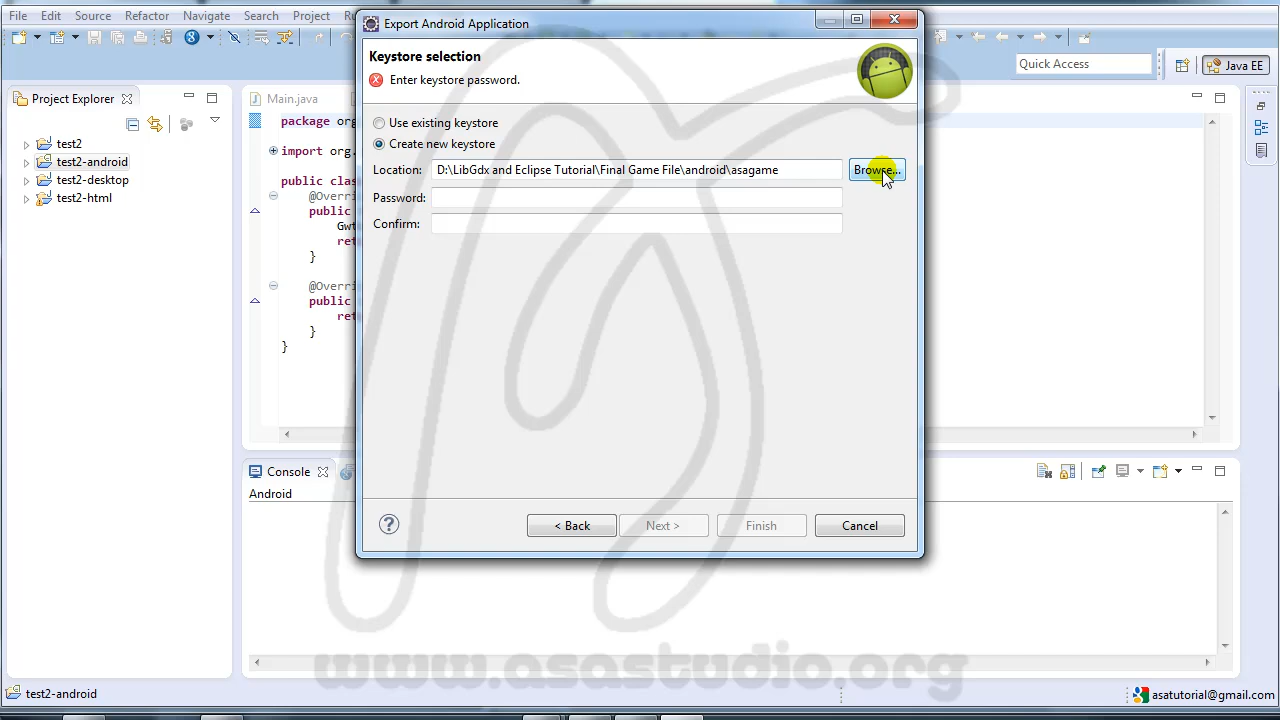 File Edit Source Refactor Navigate Search Project
Export Android Application
Quick Access
Java EE
Keystore selection
Enter keystore password.
Project Explorer
Main.java
Use existing keystore
Create new keystore
package org
test2
import org.
test2-android
test2-desktop
test2-html
Location: D:\LibGdx and Eclipse Tutorial\Final Game File\android\asagame Browse...
public clas
@Overri
public
Password:
Confirm:
Gwt
ret
}
@Overri
public
ret
}
}
Console
Android
< Back Next > Finish Cancel
www.asastudio.org
test2-android
asatutorial@gmail.com